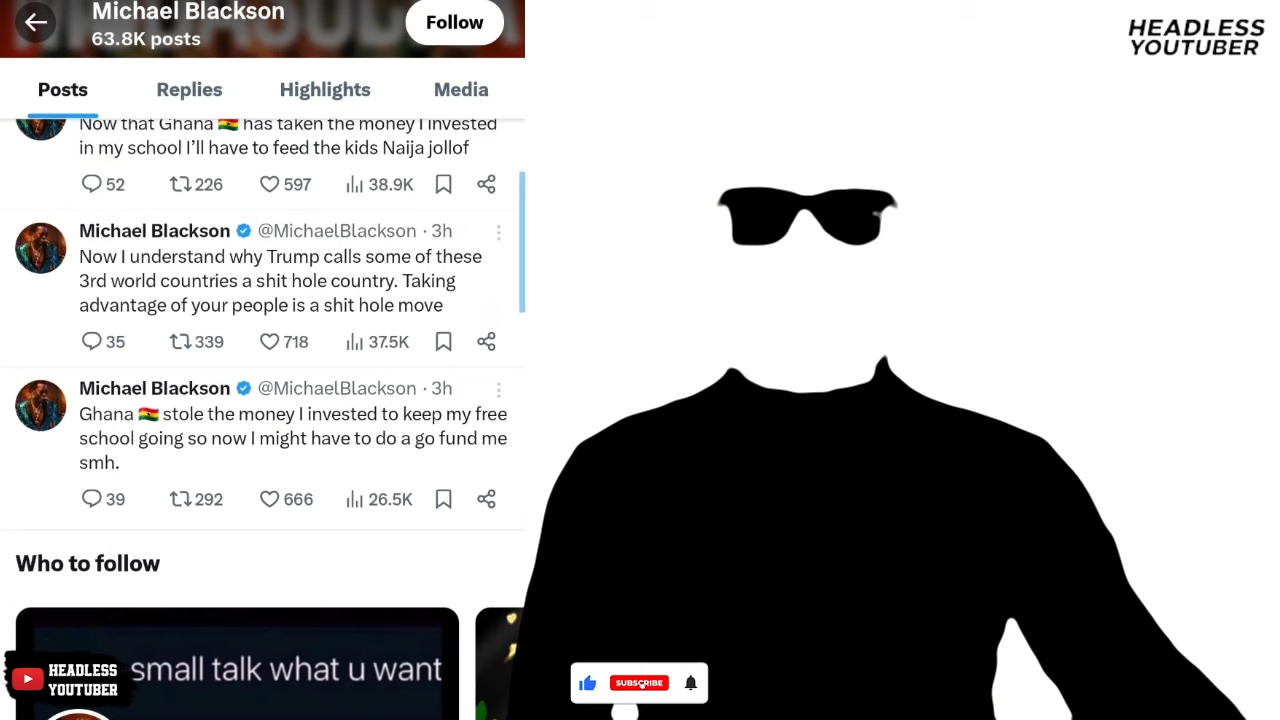 Michael Blackson
63.8K posts
Follow
HEADLESS
YOUTUBER
Posts
Replies
Highlights
Media
Now that Ghana 🇬🇭 has taken the money I invested
in my school I’ll have to feed the kids Naija jollof
52
226
597
38.9K
Michael Blackson @MichaelBlackson · 3h
Now I understand why Trump calls some of these
3rd world countries a shit hole country. Taking
advantage of your people is a shit hole move
35
339
718
37.5K
Michael Blackson @MichaelBlackson · 3h
Ghana 🇬🇭 stole the money I invested to keep my free
school going so now I might have to do a go fund me
smh.
39
292
666
26.5K
Who to follow
small talk what u want
HEADLESS
YOUTUBER
SUBSCRIBE